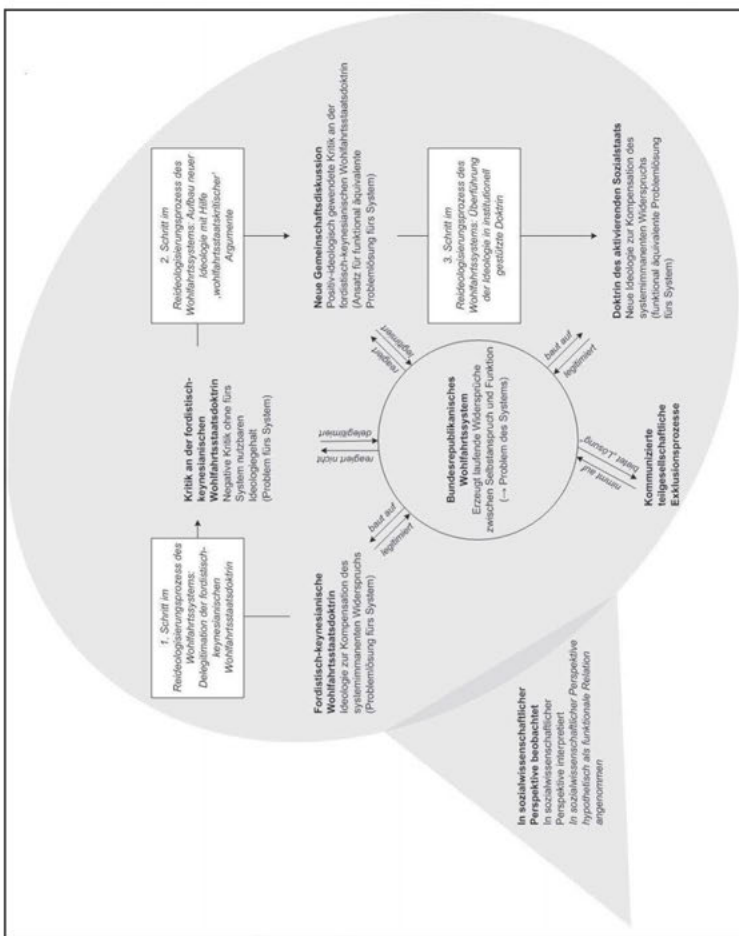 1. Schritt im
Reideologisierungsprozess des
Wohlfahrtssystems:
Delegitimation der fordistisch-
keynesianischen
Wohlfahrtsstaatsdoktrin
Kritik an der fordistisch-
keynesianischen
Wohlfahrtsstaatsdoktrin
Negative Kritik ohne fürs
System nutzbaren
Ideologiegehalt
(Problem fürs System)
2. Schritt im
Reideologisierungsprozess des
Wohlfahrtssystems: Aufbau neuer
Ideologie mit Hilfe
‚wohlfahrtsstaatskritischer'
Argumente
Fordistisch-keynesianische
Wohlfahrtsstaatsdoktrin
Ideologie zur Kompensation des
systemimmanenten Widerspruchs
(Problemlösung fürs System)
baut auf
legitimiert
reagiert nicht
delegitimiert
reagiert
legitimiert
Neue Gemeinschaftsdiskussion
Positiv-ideologisch gewendete Kritik an der
fordistisch-keynesianischen Wohlfahrtsstaatsdoktrin
(Ansatz für funktional äquivalente
Problemlösung fürs System)
Bundesrepublikanisches
Wohlfahrtssystem
Erzeugt laufende Widersprüche
zwischen Selbstanspruch und Funktion
(→ Problem des Systems)
3. Schritt im
Reideologisierungsprozess des
Wohlfahrtssystems: Überführung
der Ideologie in institutionell
gestützte Doktrin
nimmt auf
bietet „Lösung"
baut auf
legitimiert
In sozialwissenschaftlicher
Perspektive beobachtet
In sozialwissenschaftlicher
Perspektive interpretiert
In sozialwissenschaftlicher Perspektive
hypothetisch als funktionale Relation
angenommen
Kommunizierte
teilgesellschaftliche
Exklusionsprozesse
Doktrin des aktivierenden Sozialstaats
Neue Ideologie zur Kompensation des
systemimmanenten Widerspruchs
(funktional äquivalente Problemlösung
fürs System)